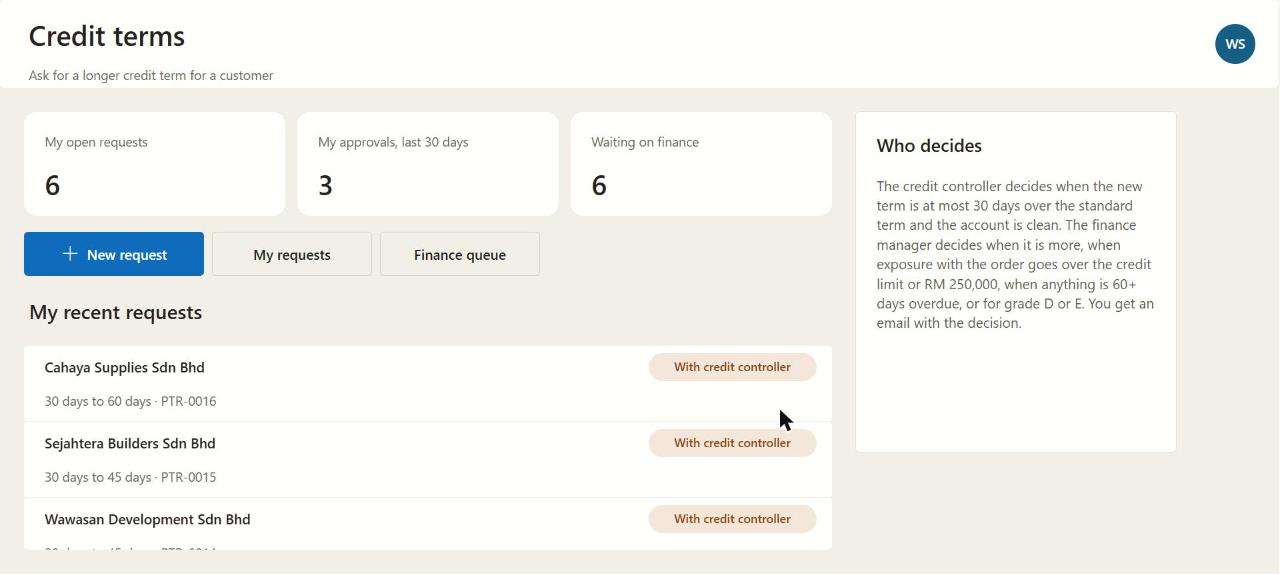 Credit terms
Ask for a longer credit term for a customer
WS
My open requests
6
My approvals, last 30 days
3
Waiting on finance
6
New request
My requests
Finance queue
My recent requests
Cahaya Supplies Sdn Bhd
With credit controller
30 days to 60 days · PTR-0016
Sejahtera Builders Sdn Bhd
With credit controller
30 days to 45 days · PTR-0015
Wawasan Development Sdn Bhd
With credit controller
Who decides
The credit controller decides when the new
term is at most 30 days over the standard
term and the account is clean. The finance
manager decides when it is more, when
exposure with the order goes over the credit
limit or RM 250,000, when anything is 60+
days overdue, or for grade D or E. You get an
email with the decision.